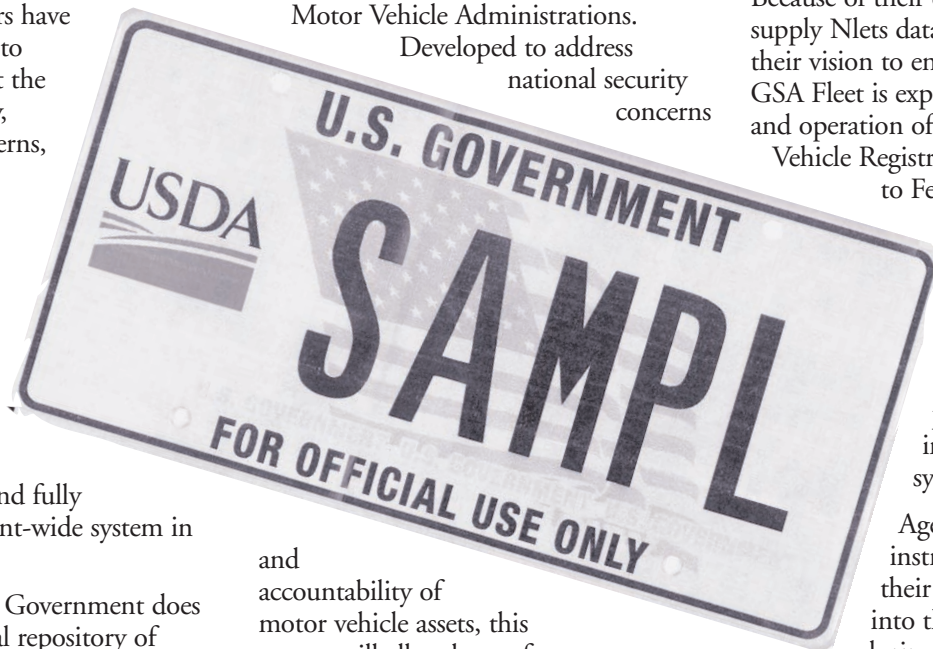 rs have
to
t the
erns,
nd fully
nt-wide system in
Government does
al repository of
Motor Vehicle Administrations.
Developed to address
national security
concerns
U.S. GOVERNMENT
USDA
SAMPL
FOR OFFICIAL USE ONLY
and
accountability of
motor vehicle assets, this
Because of their
supply Nlets data
their vision to en
GSA Fleet is exp
and operation of
Vehicle Registr
to Fe
in
sy
Age
instr
their
into th